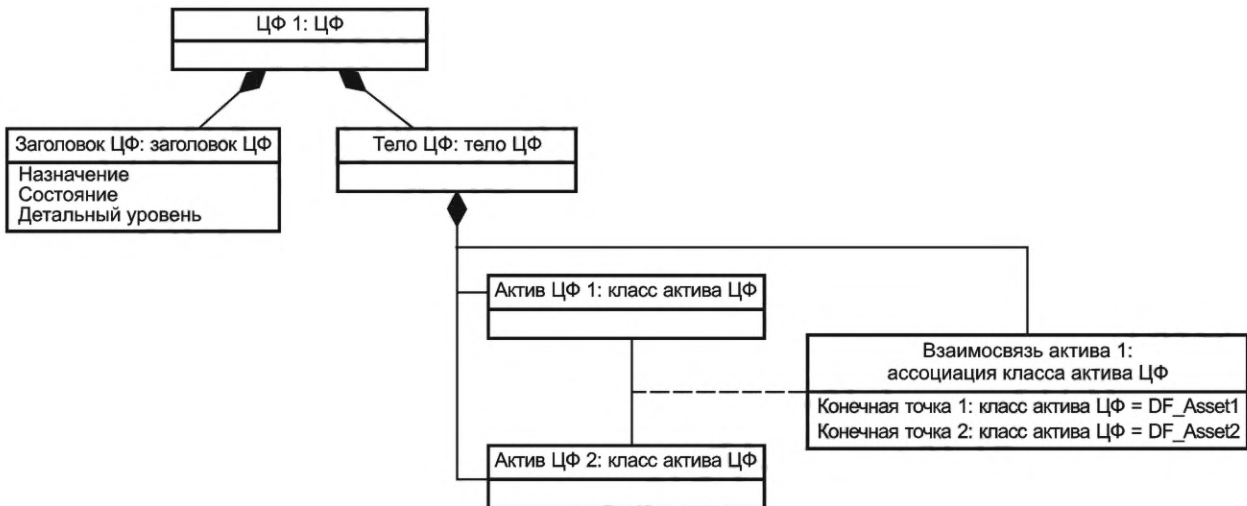 ЦФ 1: ЦФ
Заголовок ЦФ: заголовок ЦФ
Назначение
Состояние
Детальный уровень
Тело ЦФ: тело ЦФ
Актив ЦФ 1: класс актива ЦФ
Взаимосвязь актива 1:
ассоциация класса актива ЦФ
Конечная точка 1: класс актива ЦФ = DF_Asset1
Конечная точка 2: класс актива ЦФ = DF_Asset2
Актив ЦФ 2: класс актива ЦФ